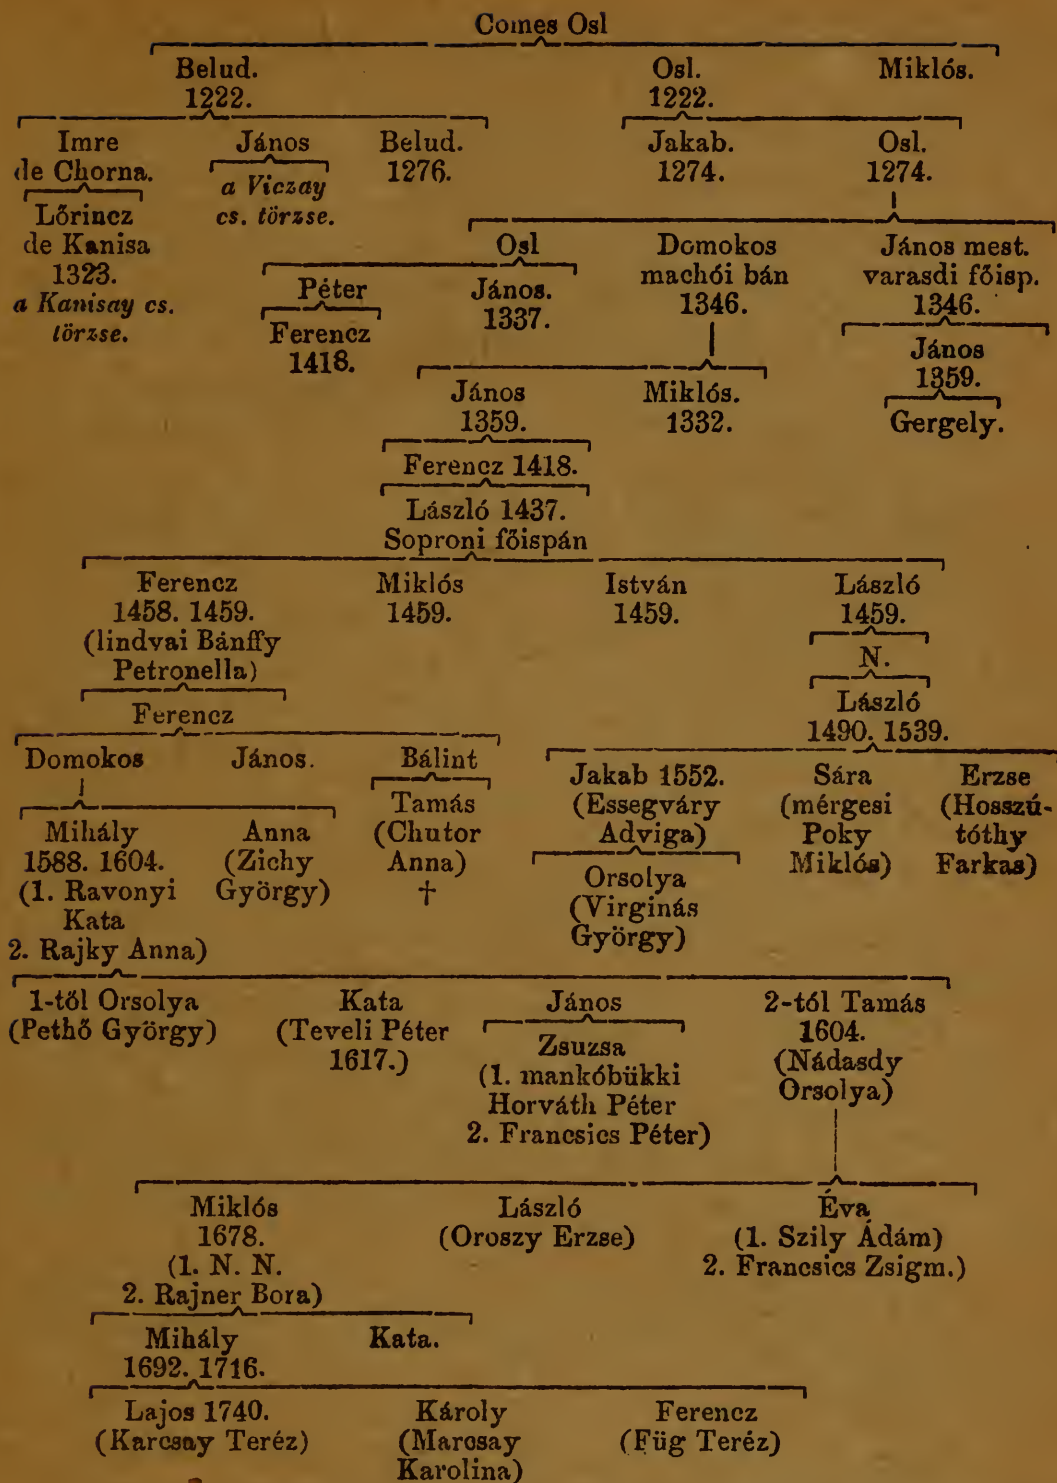 Comes Osl
Belud. Osl. Miklós.
1222. 1222.
Imre János Belud. Jakab. Osl.
de Chorna. a Viczay 1276. 1274. 1274.
Lőrincz cs. törzse.
de Kanisa Osl Domokos János mest.
1323. Péter János. machói bán varasdi főisp.
a Kanisay cs. Ferencz 1337. 1346. 1346.
törzse. 1418. János
János Miklós. 1359.
1359. 1332. Gergely.
Ferencz 1418.
László 1437.
Soproni főispán
Ferencz Miklós István László
1458. 1459. 1459. 1459. 1459.
(lindvai Bánffy N.
Petronella) László
Ferencz 1490. 1539.
Domokos János. Bálint Jakab 1552. Sára Erzse
Tamás (Essegváry (mérgesi (Hosszú-
Mihály Anna (Chutor Adviga) Poky tóthy
1588. 1604. (Zichy Anna) Miklós) Farkas)
(1. Ravonyi György) † Orsolya
Kata (Virginás
2. Rajky Anna) György)
1-től Orsolya Kata János 2-tól Tamás
(Pethő György) (Teveli Péter Zsuzsa 1604.
1617.) (1. mankóbükki (Nádasdy
Horváth Péter Orsolya)
2. Francsics Péter)
Miklós László Éva
1678. (Oroszy Erzse) (1. Szily Ádám)
(1. N. N. 2. Francsics Zsigm.)
2. Rajner Bora)
Mihály Kata.
1692. 1716.
Lajos 1740. Károly Ferencz
(Karcsay Teréz) (Marosay (Füg Teréz)
Karolina)